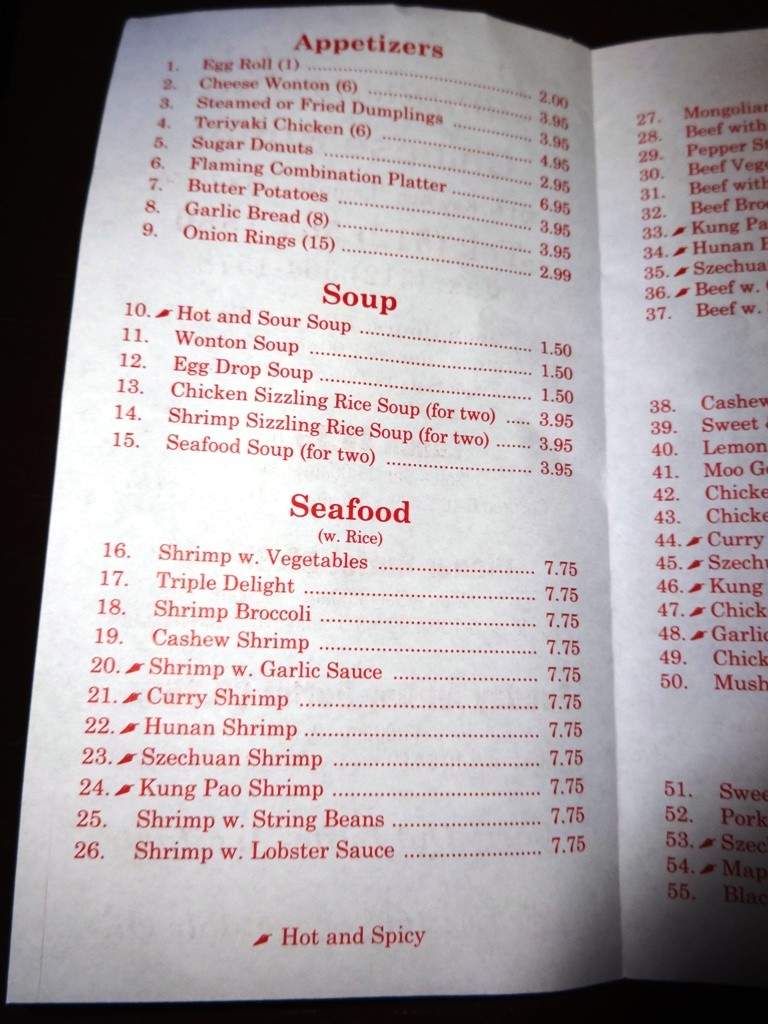 Appetizers
1. Egg Roll (1) 2.00
2. Cheese Wonton (6) 3.95
3. Steamed or Fried Dumplings 3.95
4. Teriyaki Chicken (6) 4.95
5. Sugar Donuts 2.95
6. Flaming Combination Platter 6.95
7. Butter Potatoes 3.95
8. Garlic Bread (8) 3.95
9. Onion Rings (15) 2.99
Soup
10. Hot and Sour Soup 1.50
11. Wonton Soup 1.50
12. Egg Drop Soup 1.50
13. Chicken Sizzling Rice Soup (for two) 3.95
14. Shrimp Sizzling Rice Soup (for two) 3.95
15. Seafood Soup (for two) 3.95
Seafood
(w. Rice)
16. Shrimp w. Vegetables 7.75
17. Triple Delight 7.75
18. Shrimp Broccoli 7.75
19. Cashew Shrimp 7.75
20. Shrimp w. Garlic Sauce 7.75
21. Curry Shrimp 7.75
22. Hunan Shrimp 7.75
23. Szechuan Shrimp 7.75
24. Kung Pao Shrimp 7.75
25. Shrimp w. String Beans 7.75
26. Shrimp w. Lobster Sauce 7.75
Hot and Spicy
27. Mongolian
28. Beef with
29. Pepper St
30. Beef Vege
31. Beef with
32. Beef Bro
33. Kung Pa
34. Hunan
35. Szechua
36. Beef w.
37. Beef w.
38. Cashew
39. Sweet
40. Lemon
41. Moo G
42. Chicke
43. Chicke
44. Curry
45. Szech
46. Kung
47. Chick
48. Garlic
49. Chick
50. Mush
51. Swee
52. Pork
53. Szec
54. Map
55. Blac